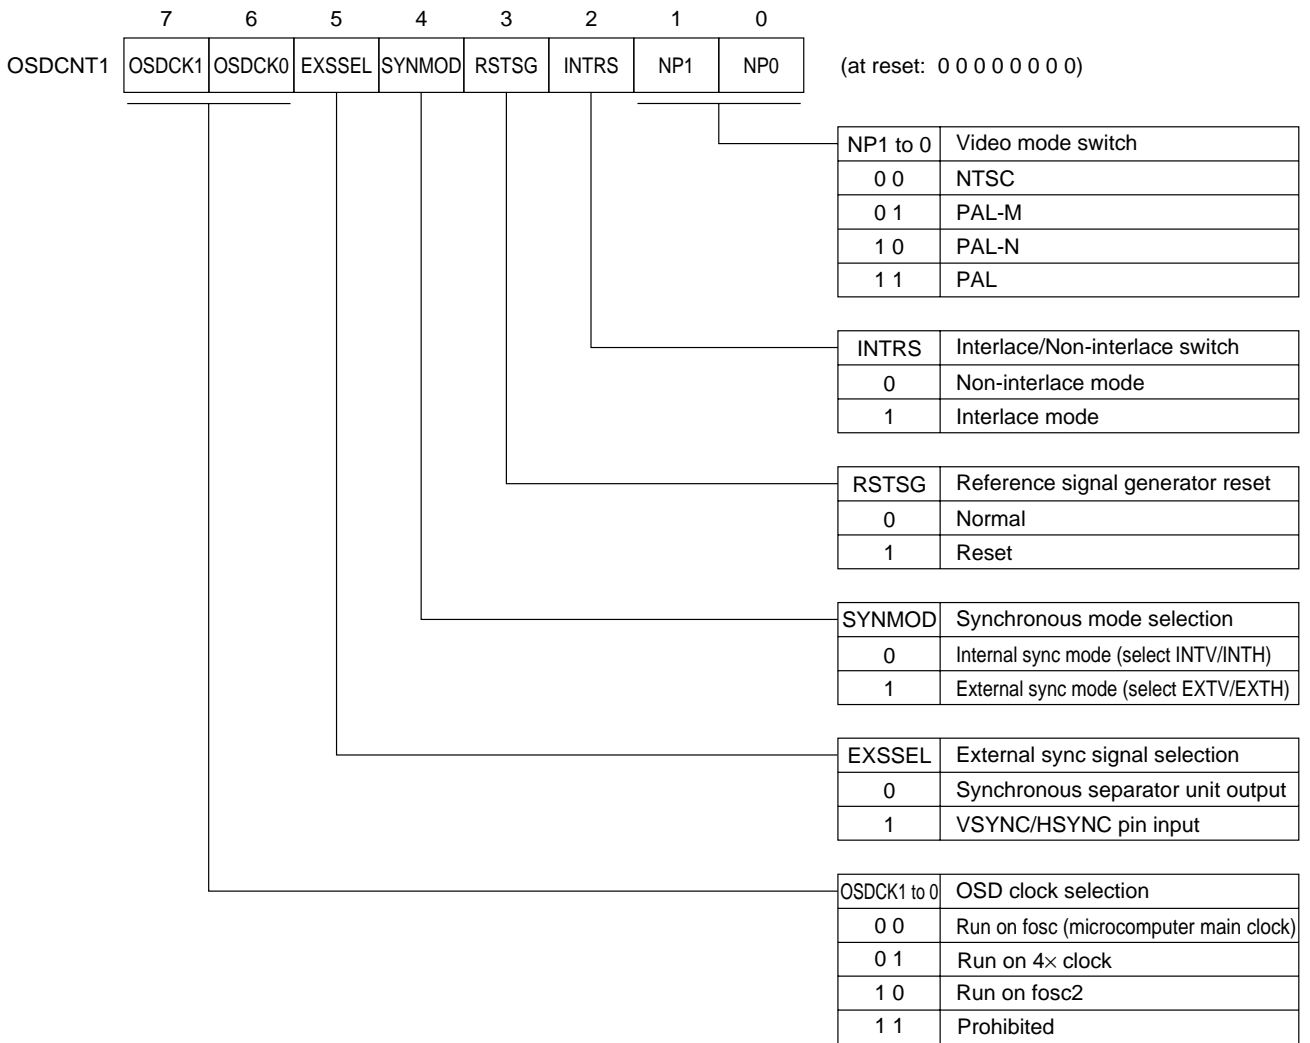 7 6 5 4 3 2 1 0
OSDCNT1 OSDCK1 OSDCK0 EXSSEL SYNMOD RSTSG INTRS NP1 NP0 (at reset: 0 0 0 0 0 0 0 0)
NP1 to 0 Video mode switch
0 0 NTSC
0 1 PAL-M
1 0 PAL-N
1 1 PAL
INTRS Interlace/Non-interlace switch
0 Non-interlace mode
1 Interlace mode
RSTSG Reference signal generator reset
0 Normal
1 Reset
SYNMOD Synchronous mode selection
0 Internal sync mode (select INTV/INTH)
1 External sync mode (select EXTV/EXTH)
EXSSEL External sync signal selection
0 Synchronous separator unit output
1 VSYNC/HSYNC pin input
OSDCK1 to 0 OSD clock selection
0 0 Run on fosc (microcomputer main clock)
0 1 Run on 4× clock
1 0 Run on fosc2
1 1 Prohibited